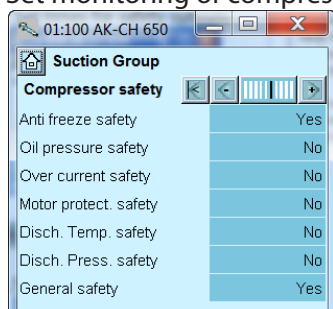 Set monitoring of compres
01:100 AK-CH 650
Suction Group
Compressor safety
Anti freeze safety Yes
Oil pressure safety No
Over current safety No
Motor protect. safety No
Disch. Temp. safety No
Disch. Press. safety No
General safety Yes